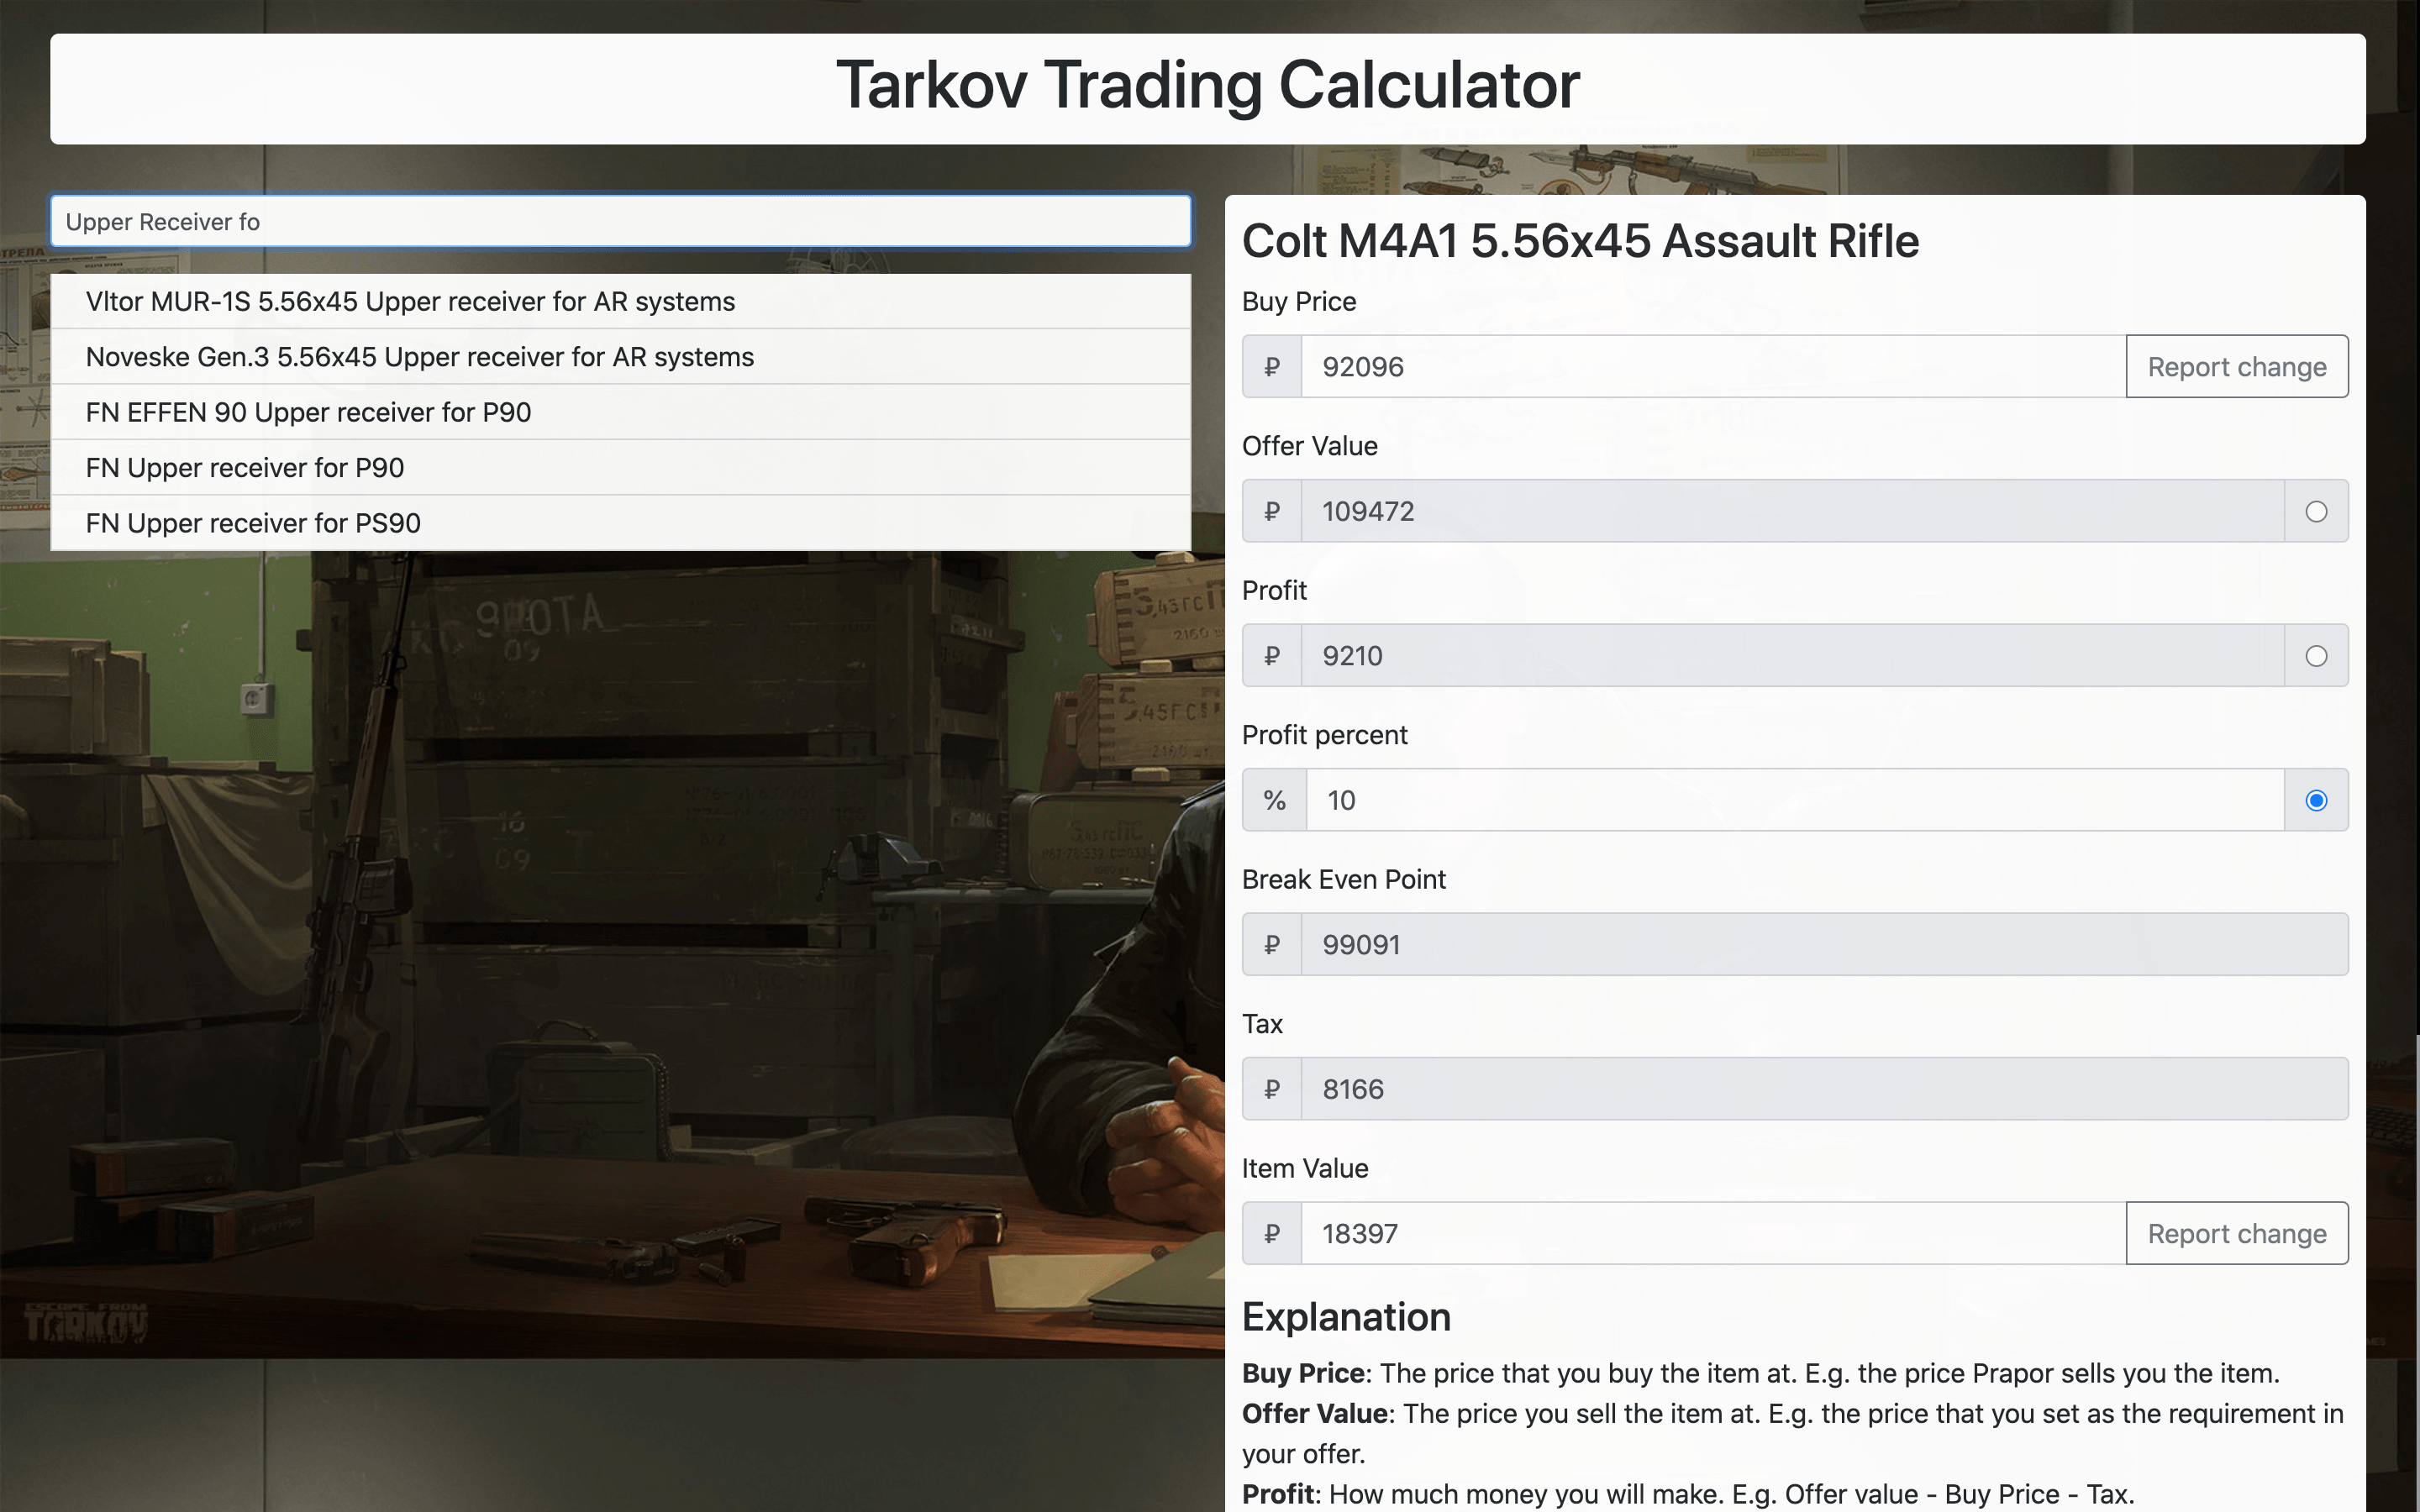 Tarkov Trading Calculator
Upper Receiver fo
Vltor MUR-1S 5.56x45 Upper receiver for AR systems
Noveske Gen.3 5.56x45 Upper receiver for AR systems
FN EFFEN 90 Upper receiver for P90
FN Upper receiver for P90
FN Upper receiver for PS90
9 РОТА
09
16
09
ESCAPE FROM
TARKOV
Colt M4A1 5.56x45 Assault Rifle
Buy Price
₽ 92096 Report change
Offer Value
₽ 109472
Profit
₽ 9210
Profit percent
% 10
Break Even Point
₽ 99091
Tax
₽ 8166
Item Value
₽ 18397 Report change
Explanation
Buy Price: The price that you buy the item at. E.g. the price Prapor sells you the item.
Offer Value: The price you sell the item at. E.g. the price that you set as the requirement in
your offer.
Profit: How much money you will make. E.g. Offer value - Buy Price - Tax.